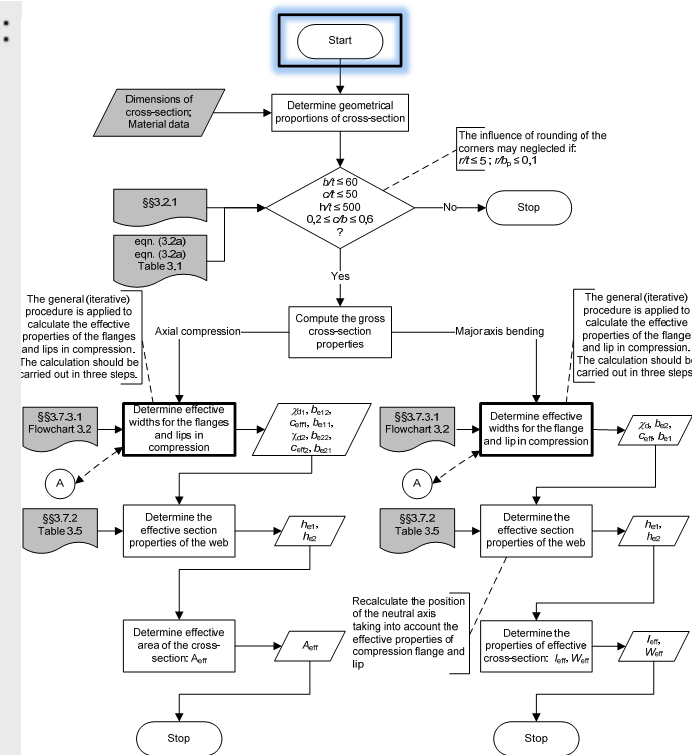 Start
Dimensions of
cross-section;
Material data
Determine geometrical
proportions of cross-section
The influence of rounding of the
corners may neglected if:
r/t ≤ 5 ; r/bp ≤ 0,1
b/t ≤ 60
c/t ≤ 50
h/t ≤ 500
0,2 ≤ c/b ≤ 0,6
?
§§3.2.1
No
Stop
eqn. (3.2a)
eqn. (3.2a)
Table 3.1
Yes
The general (iterative)
procedure is applied to
calculate the effective
properties of the flanges
and lips in compression.
The calculation should be
carried out in three steps.
Axial compression
Compute the gross
cross-section
properties
Major axis bending
The general (iterative)
procedure is applied to
calculate the effective
properties of the flange
and lip in compression.
The calculation should be
carried out in three steps
§§3.7.3.1
Flowchart 3.2
Determine effective
widths for the flanges
and lips in
compression
χd1, be12,
ceff1, be11,
χd2, be22,
ceff2, be21
§§3.7.3.1
Flowchart 3.2
Determine effective
widths for the flange
and lip in compression
χd, be2,
ceff, be1
A
A
§§3.7.2
Table 3.5
Determine the
effective section
properties of the web
he1,
he2
§§3.7.2
Table 3.5
Determine the
effective section
properties of the web
he1,
he2
Recalculate the position
of the neutral axis
taking into account the
effective properties of
compression flange and
lip
Determine effective
area of the cross-
section: Aeff
Aeff
Determine the
properties of effective
cross-section: Ieff, Weff
Ieff,
Weff
Stop
Stop